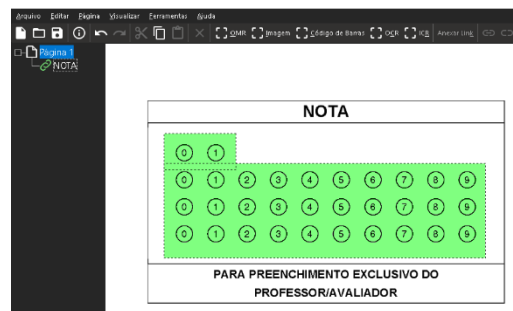 Arquivo Editar Página Visualizar Ferramentas Ajuda
OMR Imagem Código de Barras OCR ICR Anexar Link
Página 1
NOTA
NOTA
0 1
0 1 2 3 4 5 6 7 8 9
0 1 2 3 4 5 6 7 8 9
0 1 2 3 4 5 6 7 8 9
PARA PREENCHIMENTO EXCLUSIVO DO
PROFESSOR/AVALIADOR